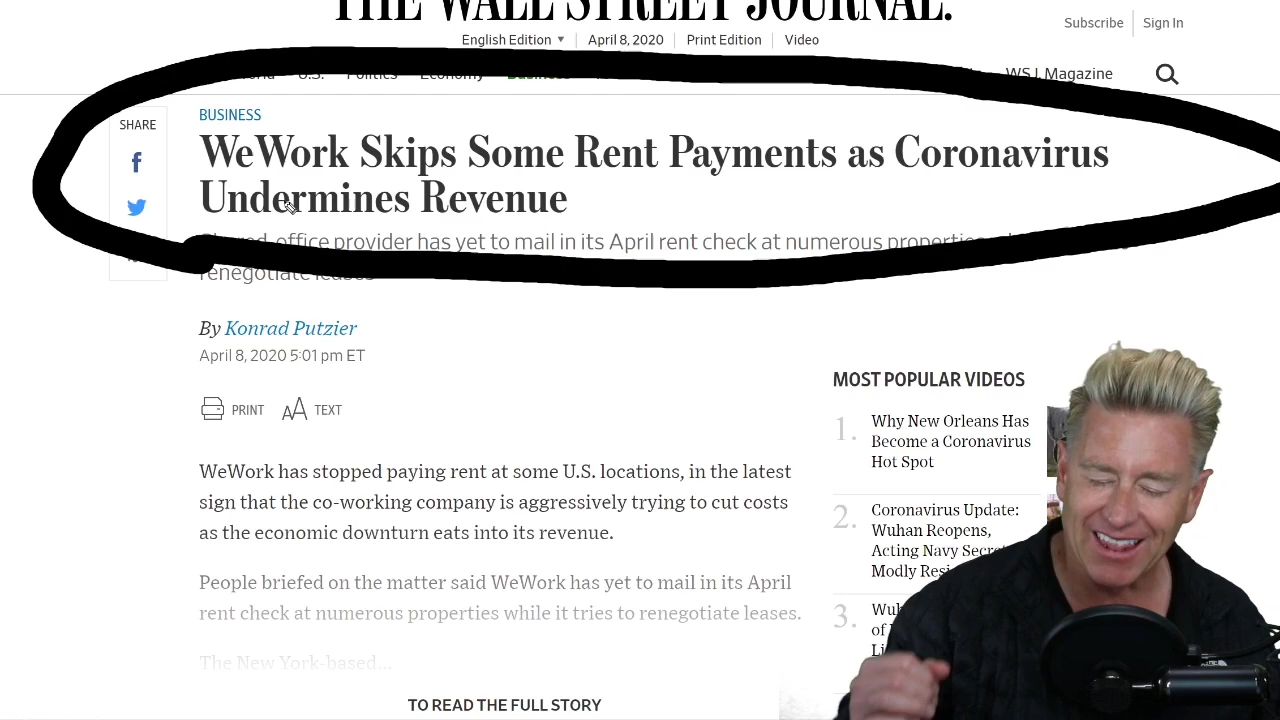 THE WALL STREET JOURNAL.
Subscribe Sign In
English Edition April 8, 2020 Print Edition Video
U.S. Politics Economy Business WSJ. Magazine
SHARE
BUSINESS
WeWork Skips Some Rent Payments as Coronavirus
Undermines Revenue
Shared-office provider has yet to mail in its April rent check at numerous properties
renegotiate leases
By Konrad Putzier
April 8, 2020 5:01 pm ET
PRINT TEXT
WeWork has stopped paying rent at some U.S. locations, in the latest
sign that the co-working company is aggressively trying to cut costs
as the economic downturn eats into its revenue.
People briefed on the matter said WeWork has yet to mail in its April
rent check at numerous properties while it tries to renegotiate leases.
The New York-based...
TO READ THE FULL STORY
MOST POPULAR VIDEOS
1. Why New Orleans Has
Become a Coronavirus
Hot Spot
2. Coronavirus Update:
Wuhan Reopens,
Acting Navy
Modly
3.
of